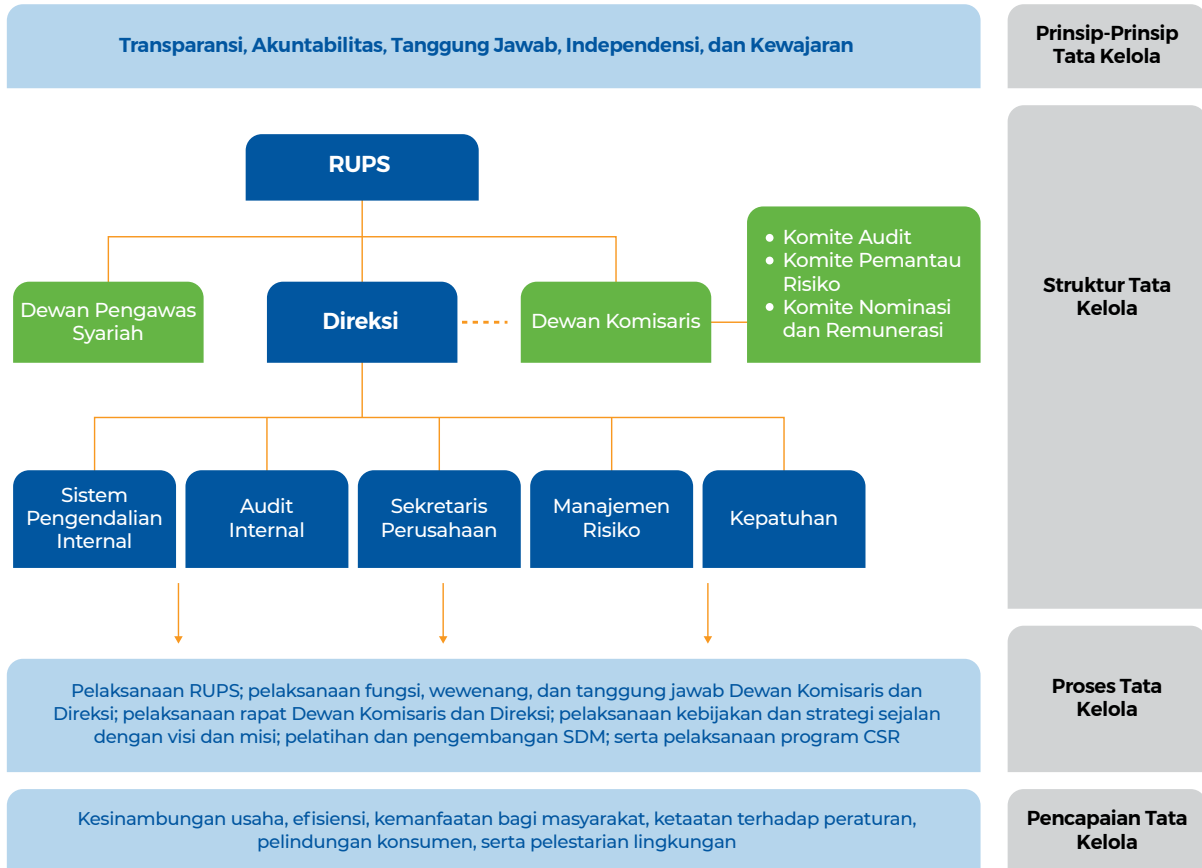 Transparansi, Akuntabilitas, Tanggung Jawab, Independensi, dan Kewajaran
Prinsip-Prinsip
Tata Kelola
RUPS
Dewan Pengawas
Syariah
Direksi
Dewan Komisaris
• Komite Audit
• Komite Pemantau
Risiko
• Komite Nominasi
dan Remunerasi
Struktur Tata
Kelola
Sistem
Pengendalian
Internal
Audit
Internal
Sekretaris
Perusahaan
Manajemen
Risiko
Kepatuhan
Pelaksanaan RUPS; pelaksanaan fungsi, wewenang, dan tanggung jawab Dewan Komisaris dan
Direksi; pelaksanaan rapat Dewan Komisaris dan Direksi; pelaksanaan kebijakan dan strategi sejalan
dengan visi dan misi; pelatihan dan pengembangan SDM; serta pelaksanaan program CSR
Proses Tata
Kelola
Kesinambungan usaha, efisiensi, kemanfaatan bagi masyarakat, ketaatan terhadap peraturan,
pelindungan konsumen, serta pelestarian lingkungan
Pencapaian Tata
Kelola